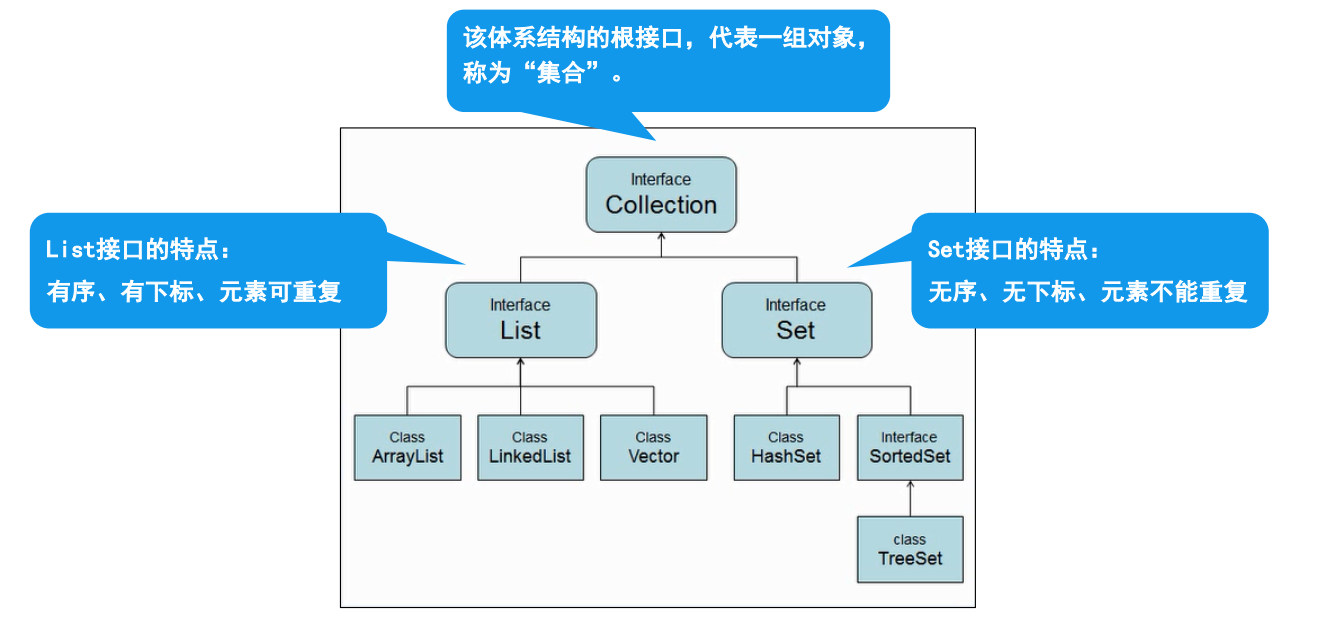 该体系结构的根接口，代表一组对象，
称为“集合”。
Interface
Collection
List接口的特点：
有序、有下标、元素可重复
Set接口的特点：
无序、无下标、元素不能重复
Interface
List
Interface
Set
Class
ArrayList
Class
LinkedList
Class
Vector
Class
HashSet
Interface
SortedSet
class
TreeSet